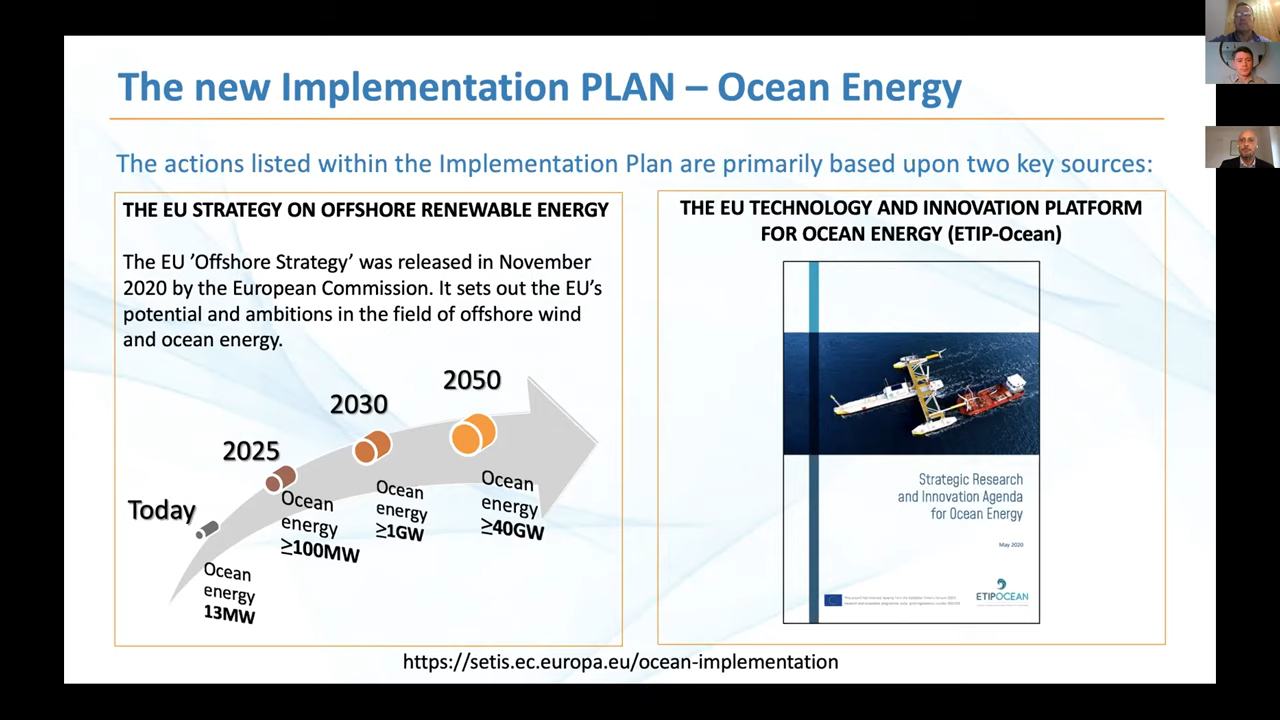 The new Implementation PLAN – Ocean Energy
The actions listed within the Implementation Plan are primarily based upon two key sources:
THE EU STRATEGY ON OFFSHORE RENEWABLE ENERGY
The EU ’Offshore Strategy’ was released in November
2020 by the European Commission. It sets out the EU’s
potential and ambitions in the field of offshore wind
and ocean energy.
Today
Ocean
energy
13MW
2025
Ocean
energy
≥100MW
2030
Ocean
energy
≥1GW
2050
Ocean
energy
≥40GW
THE EU TECHNOLOGY AND INNOVATION PLATFORM
FOR OCEAN ENERGY (ETIP-Ocean)
Strategic Research
and Innovation Agenda
for Ocean Energy
May 2020
ETIPOCEAN
https://setis.ec.europa.eu/ocean-implementation